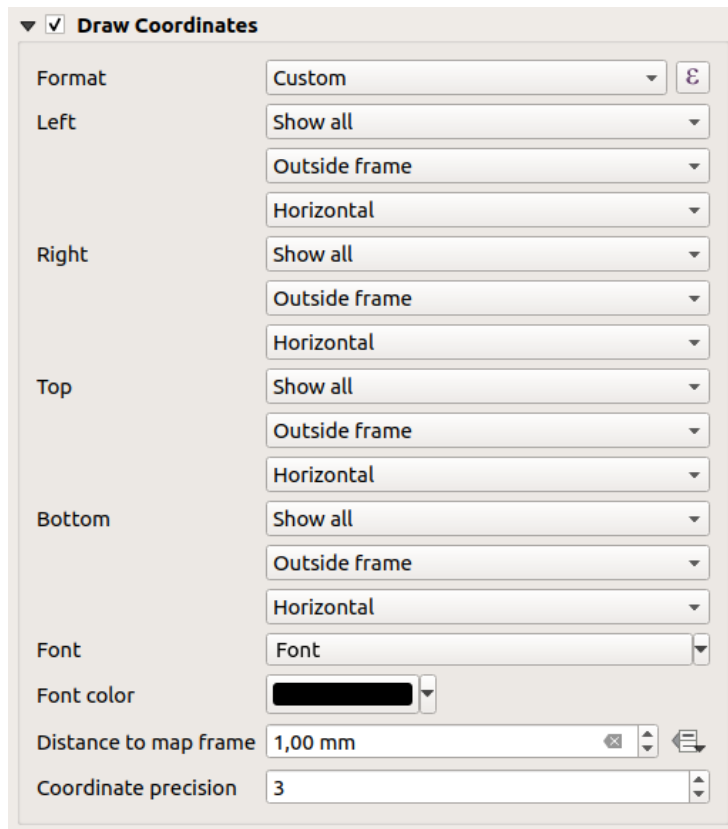 Draw Coordinates
Format Custom ε
Left Show all
Outside frame
Horizontal
Right Show all
Outside frame
Horizontal
Top Show all
Outside frame
Horizontal
Bottom Show all
Outside frame
Horizontal
Font Font
Font color
Distance to map frame 1,00 mm
Coordinate precision 3